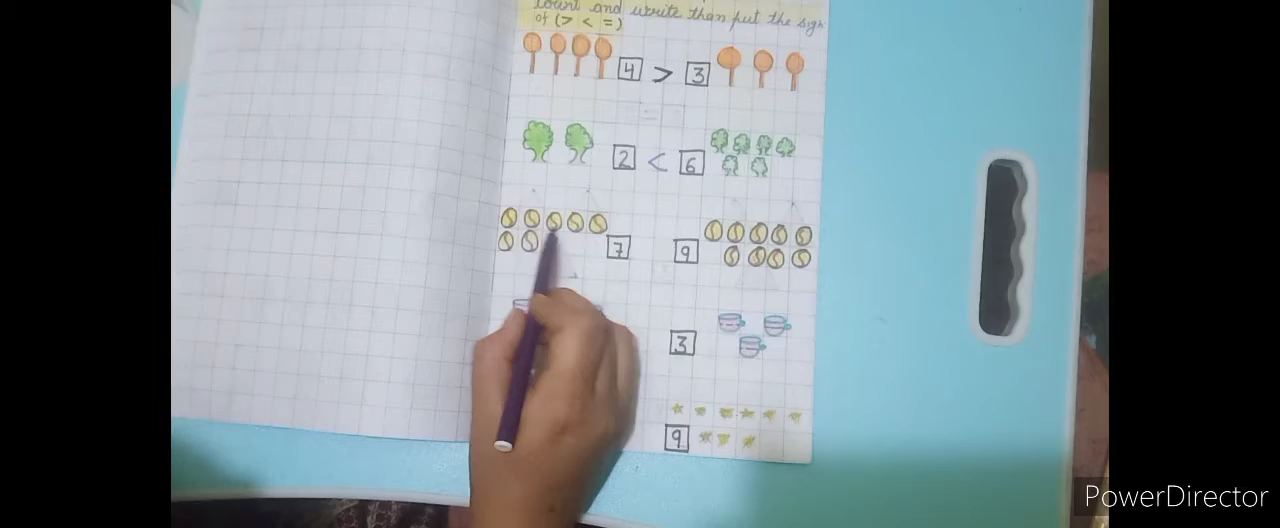 count and write than put the sign
of (> < =)
4 > 3
2 < 6
7 9
3
9
PowerDirector